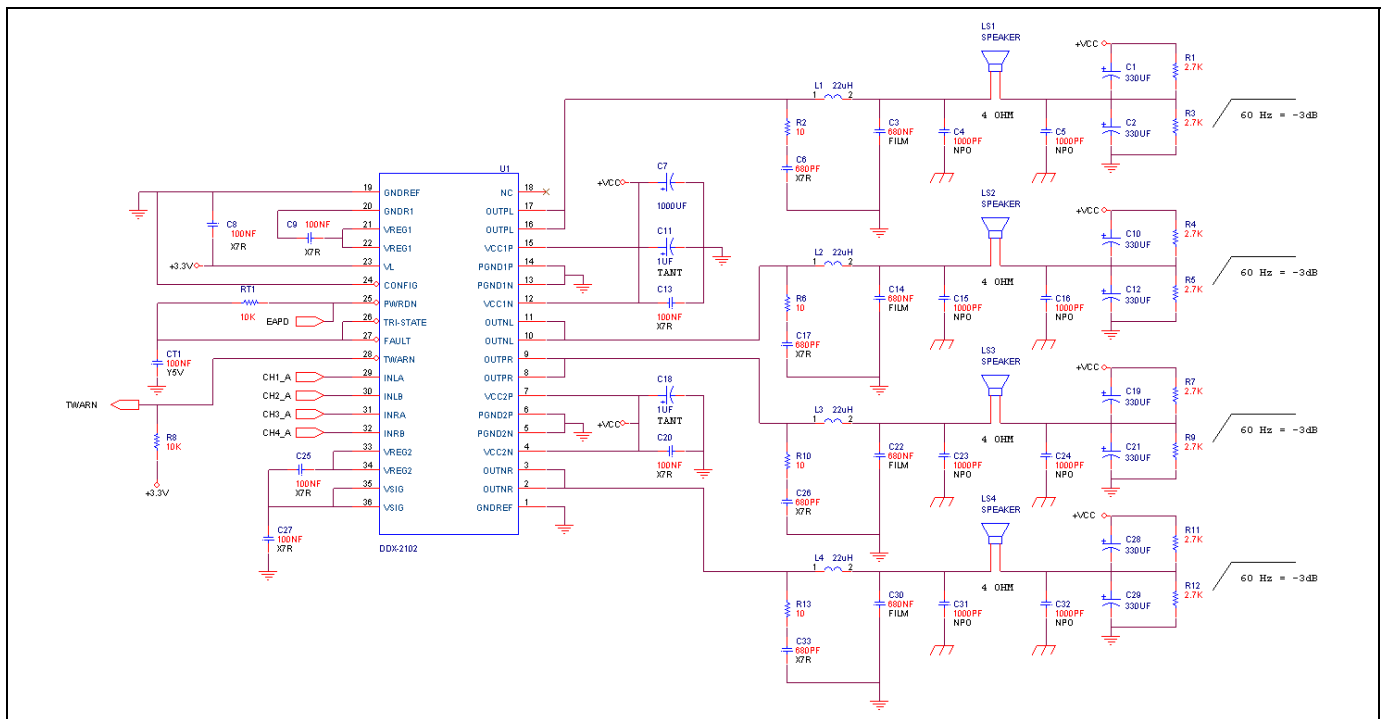 LS1
SPEAKER
+VCC
C1
330UF
R1
2.7K
L1 22uH
1 2
R2
10
C3
680NF
FILM
C4
1000PF
NPO
4 OHM
C5
1000PF
NPO
C2
330UF
R3
2.7K
60 Hz = -3dB
C6
680PF
X7R
U1
19 GNDREF
20 GNDR1
21 VREG1
22 VREG1
23 VL
24 CONFIG
25 PWRDN
26 TRI-STATE
27 FAULT
28 TWARN
29 INLA
30 INLB
31 INRA
32 INRB
33 VREG2
34 VREG2
35 VSIG
36 VSIG
NC 18
OUTPL 17
OUTPL 16
VCC1P 15
PGND1P 14
PGND1N 13
VCC1N 12
OUTNL 11
OUTNL 10
OUTPR 9
OUTPR 8
VCC2P 7
PGND2P 6
PGND2N 5
VCC2N 4
OUTNR 3
OUTNR 2
GNDREF 1
DDX-2102
C8
100NF
X7R
C9 100NF
X7R
+3.3V
RT1
10K
EAPD
CT1
100NF
Y5V
TWARN
R8
10K
+3.3V
CH1_A
CH2_A
CH3_A
CH4_A
C25
100NF
X7R
C27
100NF
X7R
+VCC
C7
1000UF
C11
1UF
TANT
C13
100NF
X7R
C18
1UF
TANT
+VCC
C20
100NF
X7R
LS2
SPEAKER
+VCC
C10
330UF
R4
2.7K
L2 22uH
1 2
R6
10
C14
680NF
FILM
C15
1000PF
NPO
4 OHM
C16
1000PF
NPO
C12
330UF
R5
2.7K
60 Hz = -3dB
C17
680PF
X7R
LS3
SPEAKER
+VCC
C19
330UF
R7
2.7K
L3 22uH
1 2
R10
10
C22
680NF
FILM
C23
1000PF
NPO
4 OHM
C24
1000PF
NPO
C21
330UF
R9
2.7K
60 Hz = -3dB
C26
680PF
X7R
LS4
SPEAKER
+VCC
C28
330UF
R11
2.7K
L4 22uH
1 2
R13
10
C30
680NF
FILM
C31
1000PF
NPO
4 OHM
C32
1000PF
NPO
C29
330UF
R12
2.7K
60 Hz = -3dB
C33
680PF
X7R